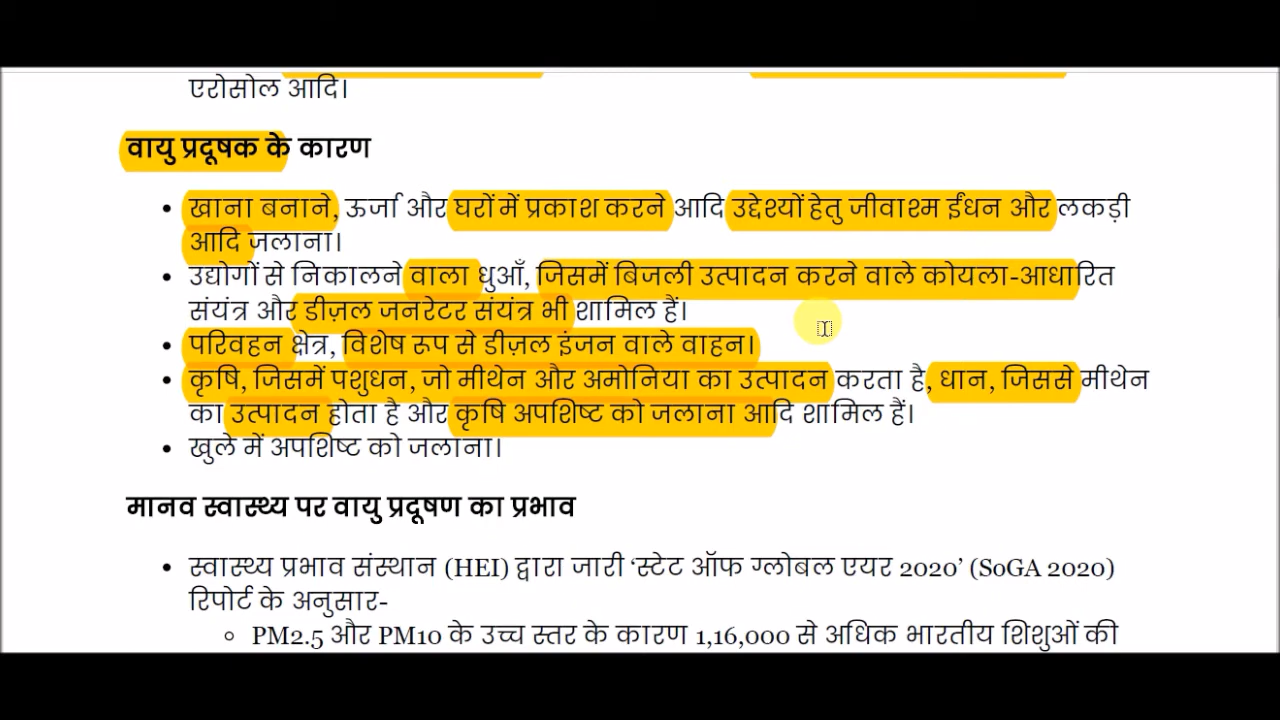 एरोसोल आदि।
वायु प्रदूषक के कारण
• खाना बनाने, ऊर्जा और घरों में प्रकाश करने आदि उद्देश्यों हेतु जीवाश्म ईंधन और लकड़ी
आदि जलाना।
• उद्योगों से निकालने वाला धुआँ, जिसमें बिजली उत्पादन करने वाले कोयला-आधारित
संयंत्र और डीज़ल जनरेटर संयंत्र भी शामिल हैं।
• परिवहन क्षेत्र, विशेष रूप से डीज़ल इंजन वाले वाहन।
• कृषि, जिसमें पशुधन, जो मीथेन और अमोनिया का उत्पादन करता है, धान, जिससे मीथेन
का उत्पादन होता है और कृषि अपशिष्ट को जलाना आदि शामिल हैं।
• खुले में अपशिष्ट को जलाना।
मानव स्वास्थ्य पर वायु प्रदूषण का प्रभाव
• स्वास्थ्य प्रभाव संस्थान (HEI) द्वारा जारी ‘स्टेट ऑफ ग्लोबल एयर 2020’ (SoGA 2020)
रिपोर्ट के अनुसार-
○ PM2.5 और PM10 के उच्च स्तर के कारण 1,16,000 से अधिक भारतीय शिशुओं की